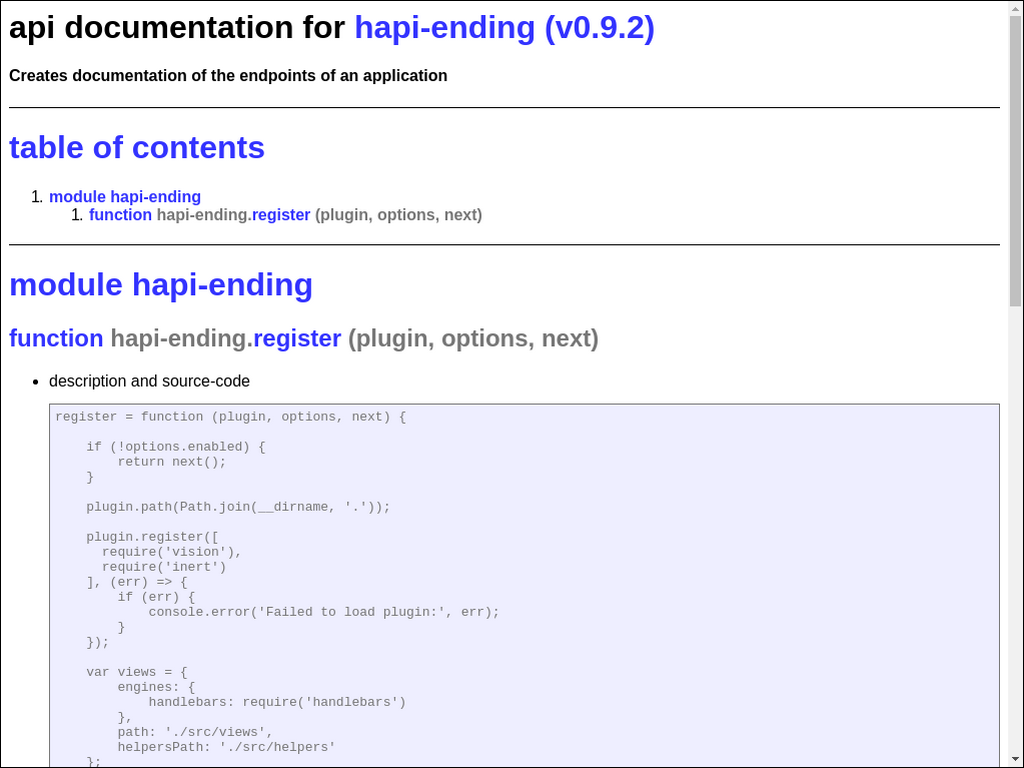 api documentation for hapi-ending (v0.9.2)
Creates documentation of the endpoints of an application
table of contents
1. module hapi-ending
1. function hapi-ending.register (plugin, options, next)
module hapi-ending
function hapi-ending.register (plugin, options, next)
• description and source-code
register = function (plugin, options, next) {
    if (!options.enabled) {
        return next();
    }
    plugin.path(Path.join(__dirname, '.'));
    plugin.register([
      require('vision'),
      require('inert')
    ], (err) => {
        if (err) {
            console.error('Failed to load plugin:', err);
        }
    });
    var views = {
        engines: {
            handlebars: require('handlebars')
        },
        path: './src/views',
        helpersPath: './src/helpers'
    };